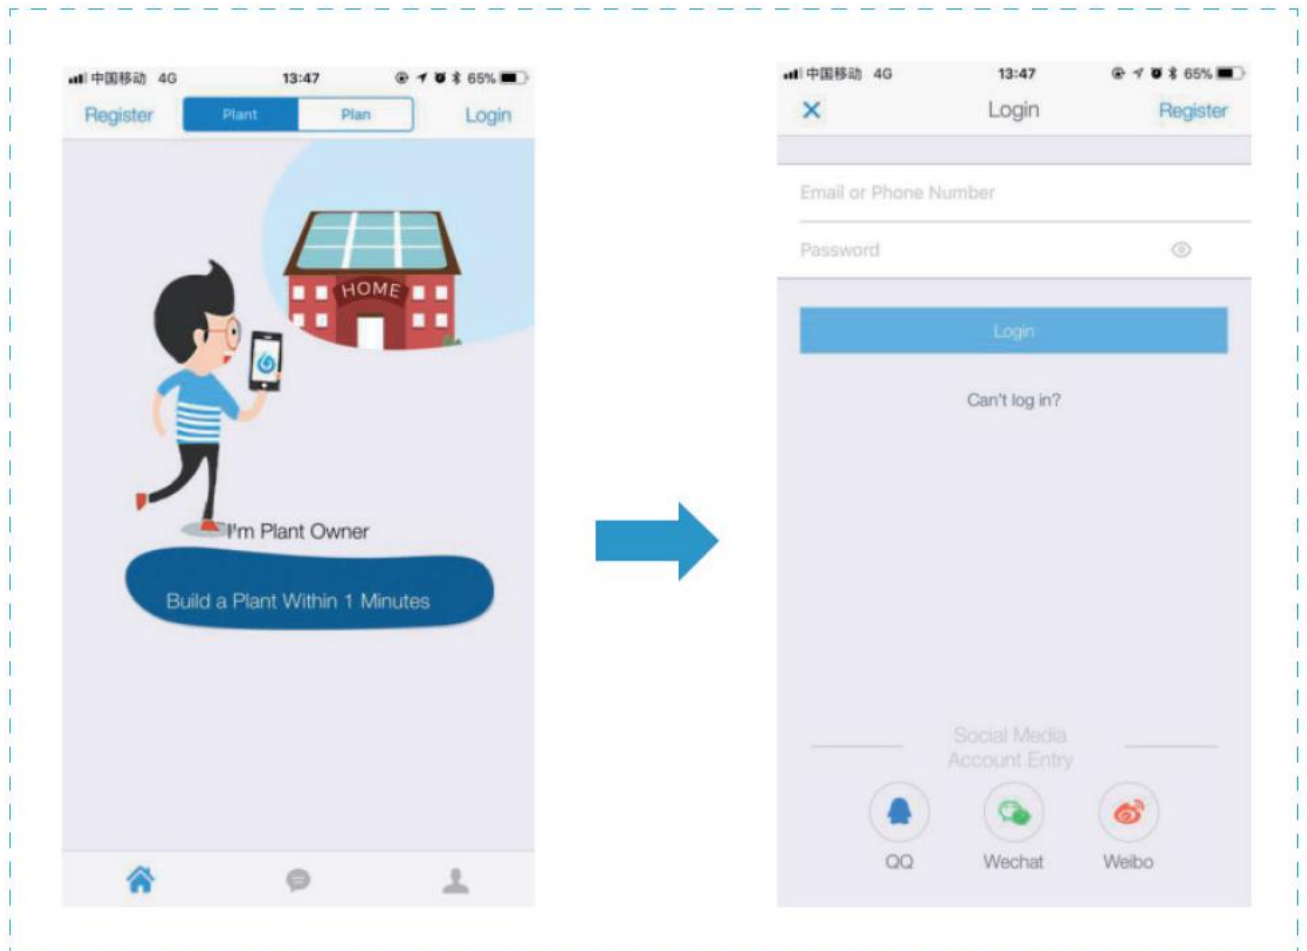 中国移动 4G 13:47 65%
Register Plant Plan Login
HOME
I'm Plant Owner
Build a Plant Within 1 Minutes
中国移动 4G 13:47 65%
Login Register
Email or Phone Number
Password
Login
Can't log in?
Social Media
Account Entry
QQ Wechat Weibo